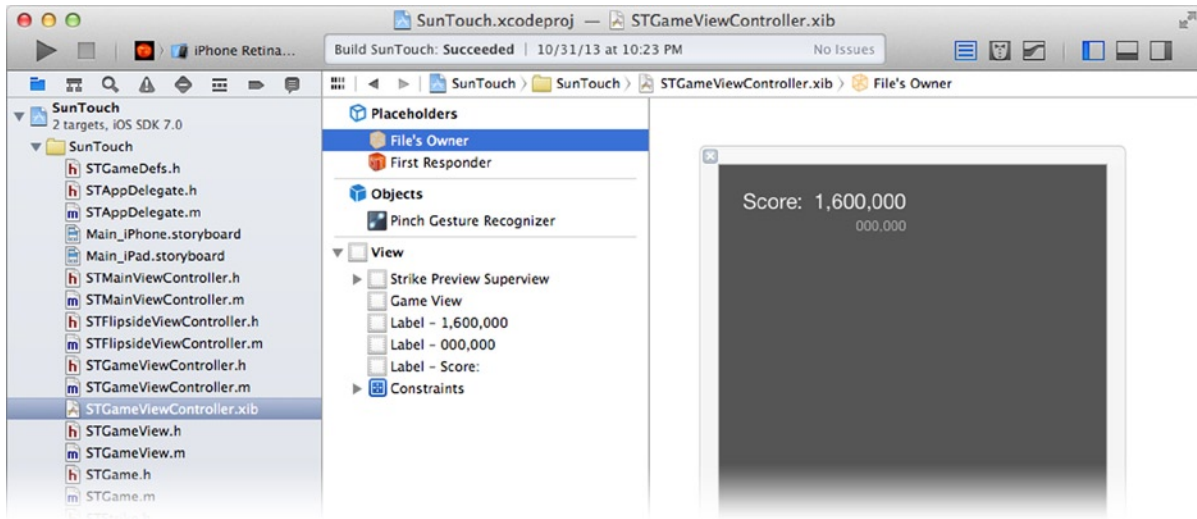 SunTouch.xcodeproj — STGameViewController.xib
iPhone Retina...
Build SunTouch: Succeeded | 10/31/13 at 10:23 PM No Issues
SunTouch SunTouch STGameViewController.xib File's Owner
SunTouch
2 targets, iOS SDK 7.0
SunTouch
h STGameDefs.h
h STAppDelegate.h
m STAppDelegate.m
Main_iPhone.storyboard
Main_iPad.storyboard
h STMainViewController.h
m STMainViewController.m
h STFlipsideViewController.h
m STFlipsideViewController.m
h STGameViewController.h
m STGameViewController.m
STGameViewController.xib
h STGameView.h
m STGameView.m
h STGame.h
m STGame.m
Placeholders
File's Owner
First Responder
Objects
Pinch Gesture Recognizer
View
Strike Preview Superview
Game View
Label – 1,600,000
Label – 000,000
Label – Score:
Constraints
Score: 1,600,000
000,000